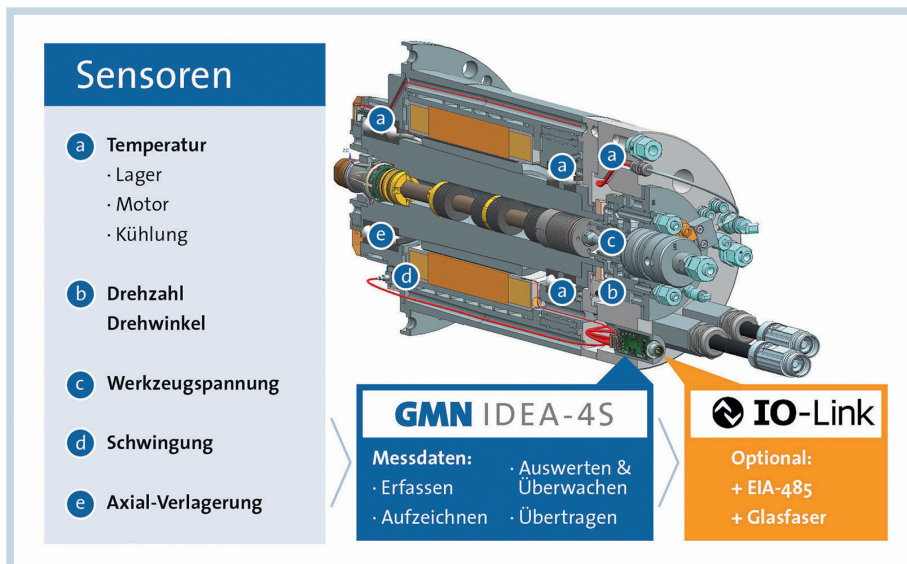 Sensoren
a Temperatur
· Lager
· Motor
· Kühlung
b Drehzahl
Drehwinkel
c Werkzeugspannung
d Schwingung
e Axial-Verlagerung
a
a
a
c
e
d
a
b
GMN IDEA-4S
Messdaten:
· Erfassen
· Aufzeichnen
· Auswerten &
Überwachen
· Übertragen
IO-Link
Optional:
+ EIA-485
+ Glasfaser